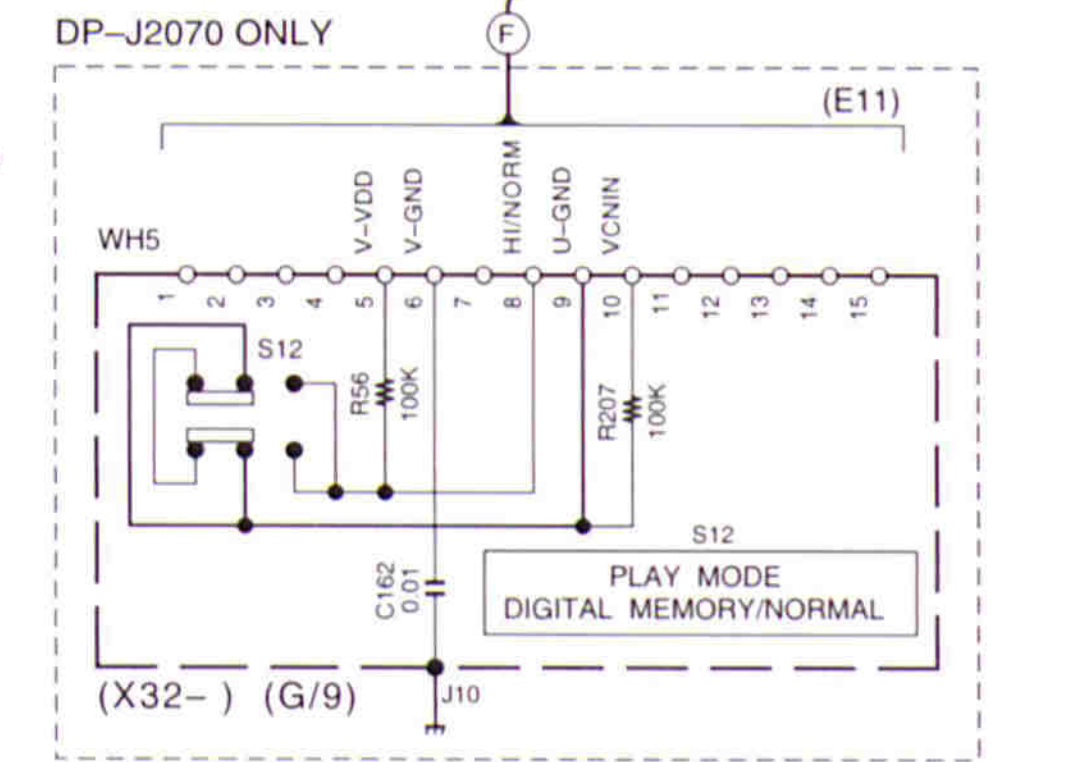 DP-J2070 ONLY
F
(E11)
V-VDD
V-GND
HI/NORM
U-GND
VCNIN
WH5
1
2
3
4
5
6
7
8
9
10
11
12
13
14
15
S12
R56
100K
R207
100K
C162
0.01
S12
PLAY MODE
DIGITAL MEMORY/NORMAL
(X32- ) (G/9)
J10